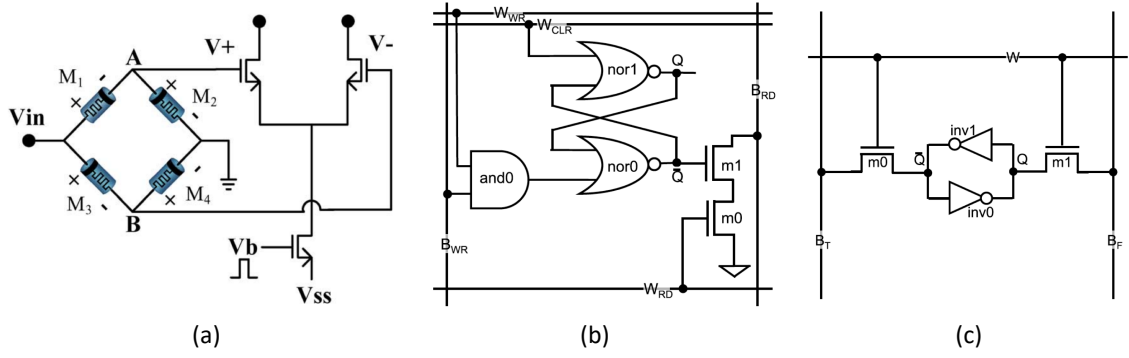 V+
V-
A
M1
M2
Vin
M3
M4
B
Vb
Vss
(a)
WWR
WCLR
nor1
Q
BRD
nor0
Q̄
m1
and0
m0
BWR
WRD
(b)
W
inv1
m0
Q̄
Q
m1
inv0
BT
BF
(c)